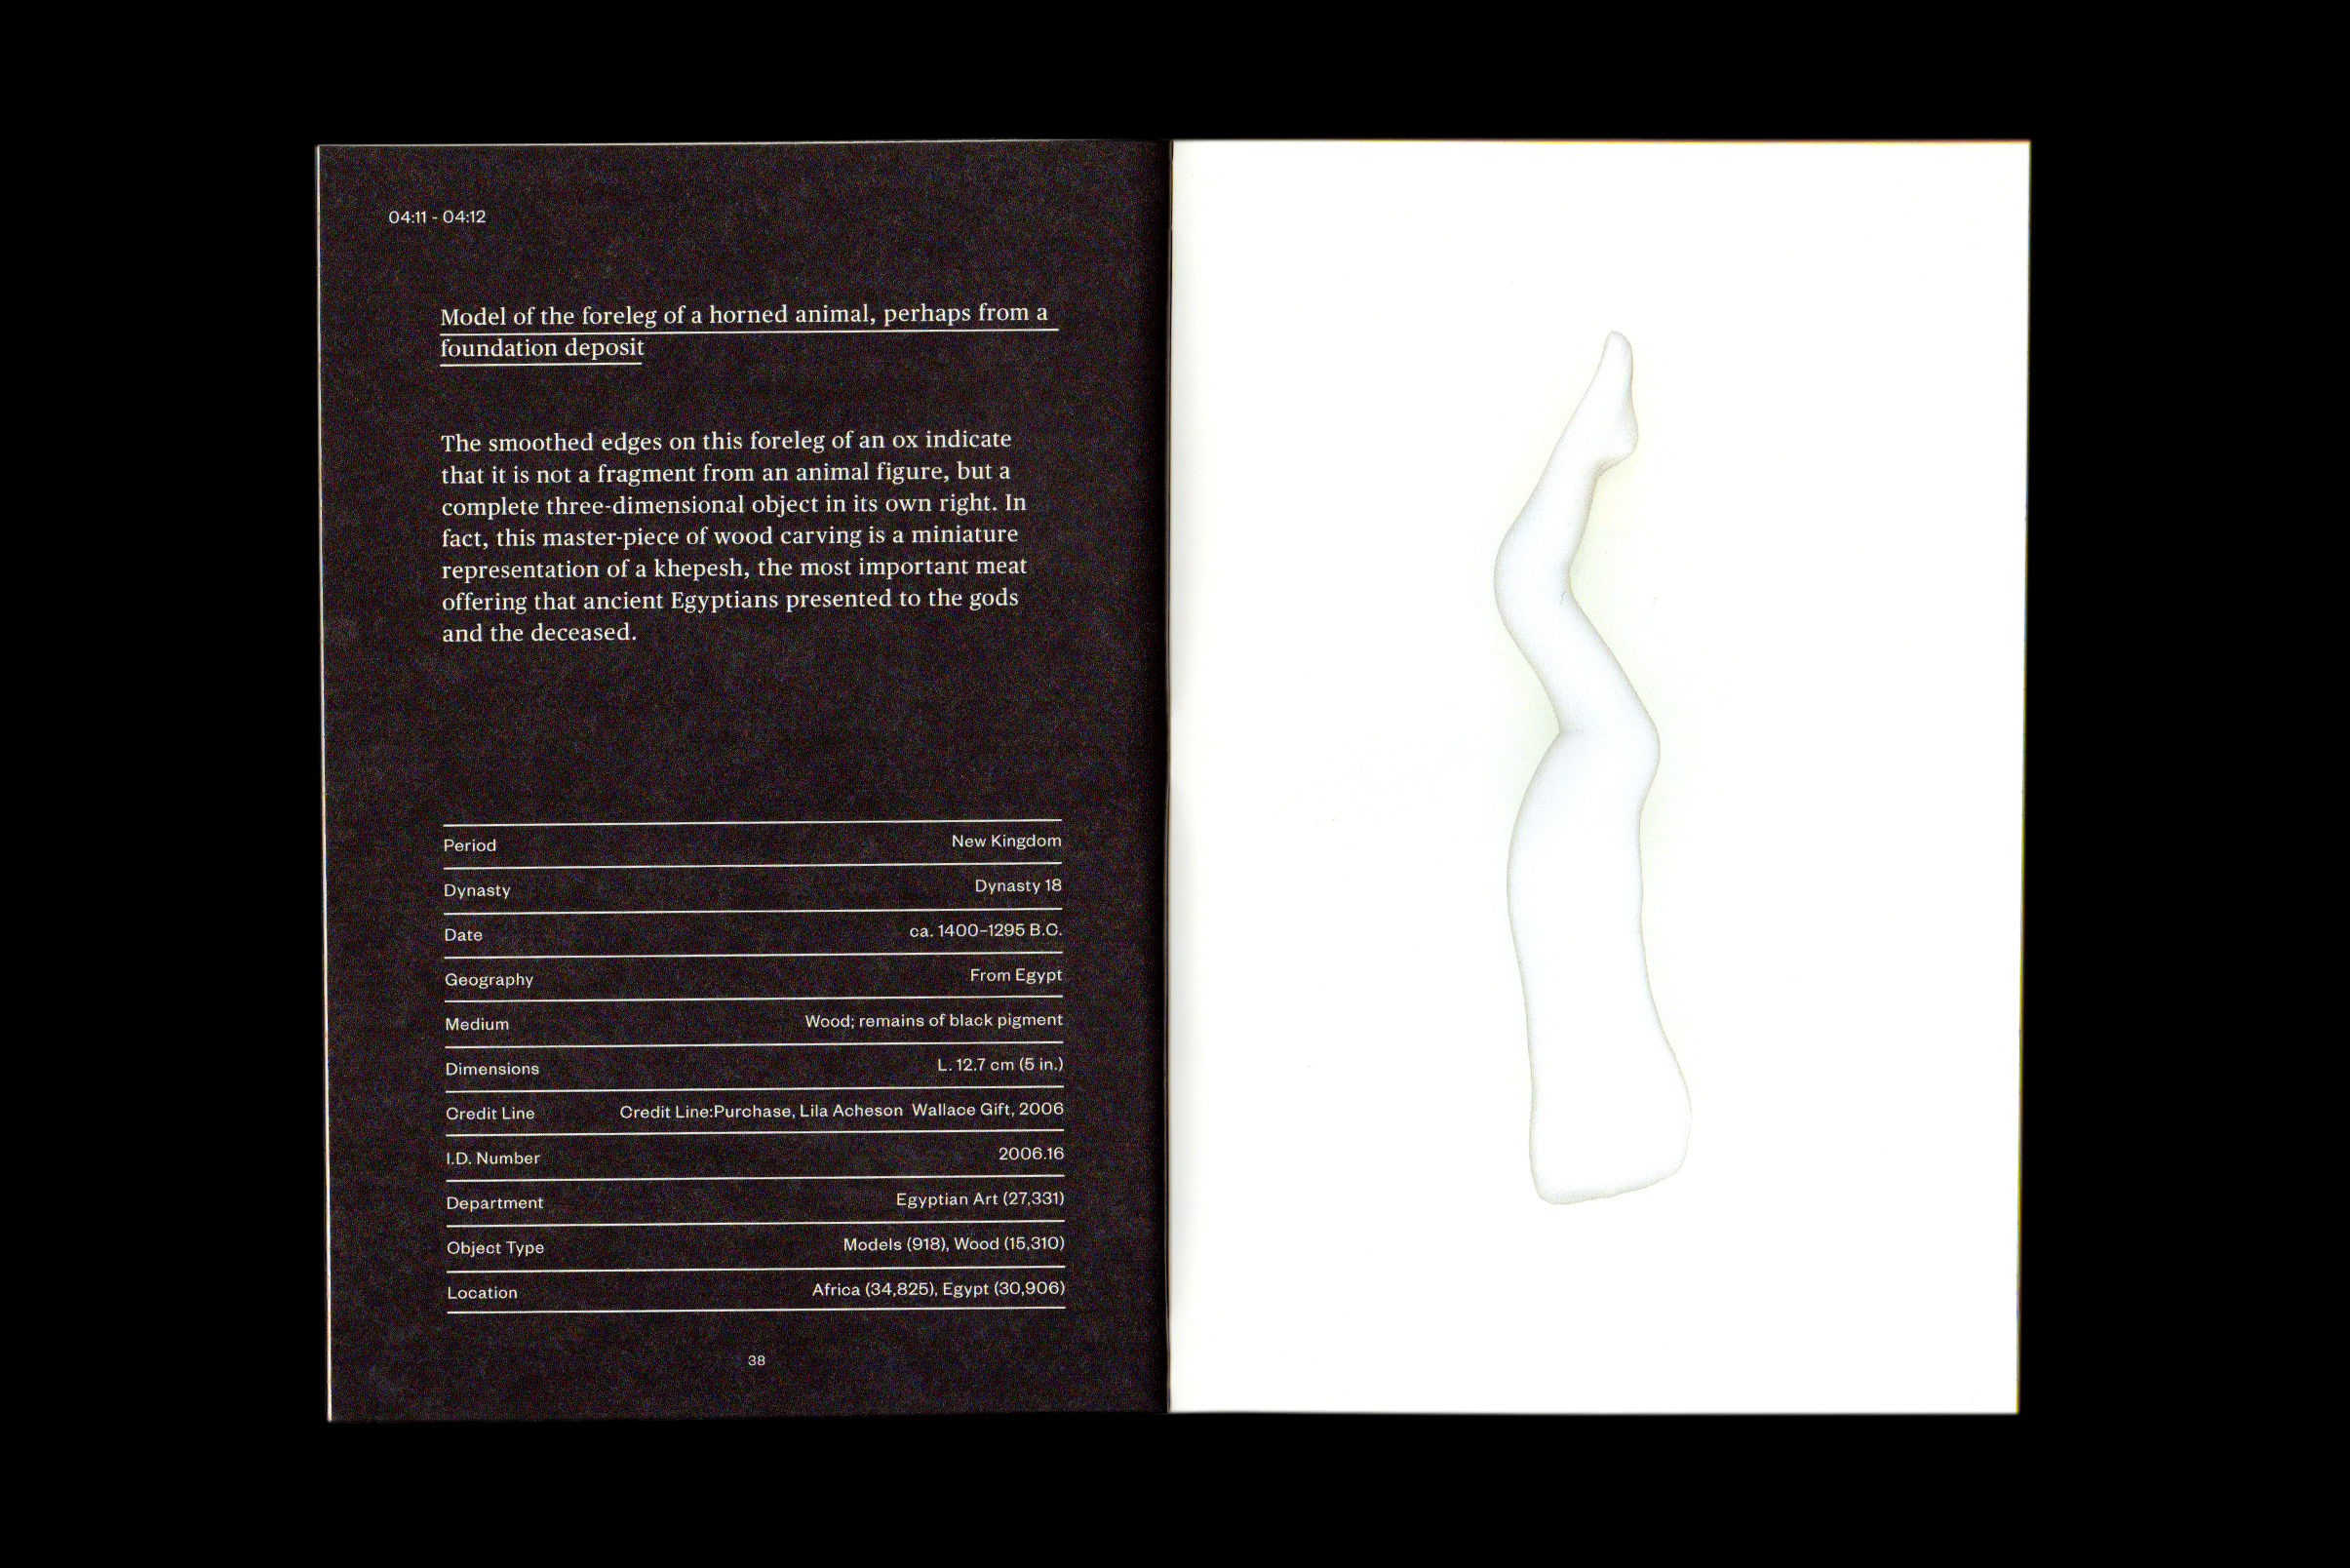 04:11 - 04:12
Model of the foreleg of a horned animal, perhaps from a
foundation deposit
The smoothed edges on this foreleg of an ox indicate
that it is not a fragment from an animal figure, but a
complete three-dimensional object in its own right. In
fact, this master-piece of wood carving is a miniature
representation of a khepesh, the most important meat
offering that ancient Egyptians presented to the gods
and the deceased.
Period New Kingdom
Dynasty Dynasty 18
Date ca. 1400–1295 B.C.
Geography From Egypt
Medium Wood; remains of black pigment
Dimensions L. 12.7 cm (5 in.)
Credit Line Credit Line:Purchase, Lila Acheson Wallace Gift, 2006
I.D. Number 2006.16
Department Egyptian Art (27,331)
Object Type Models (918), Wood (15,310)
Location Africa (34,825), Egypt (30,906)
38